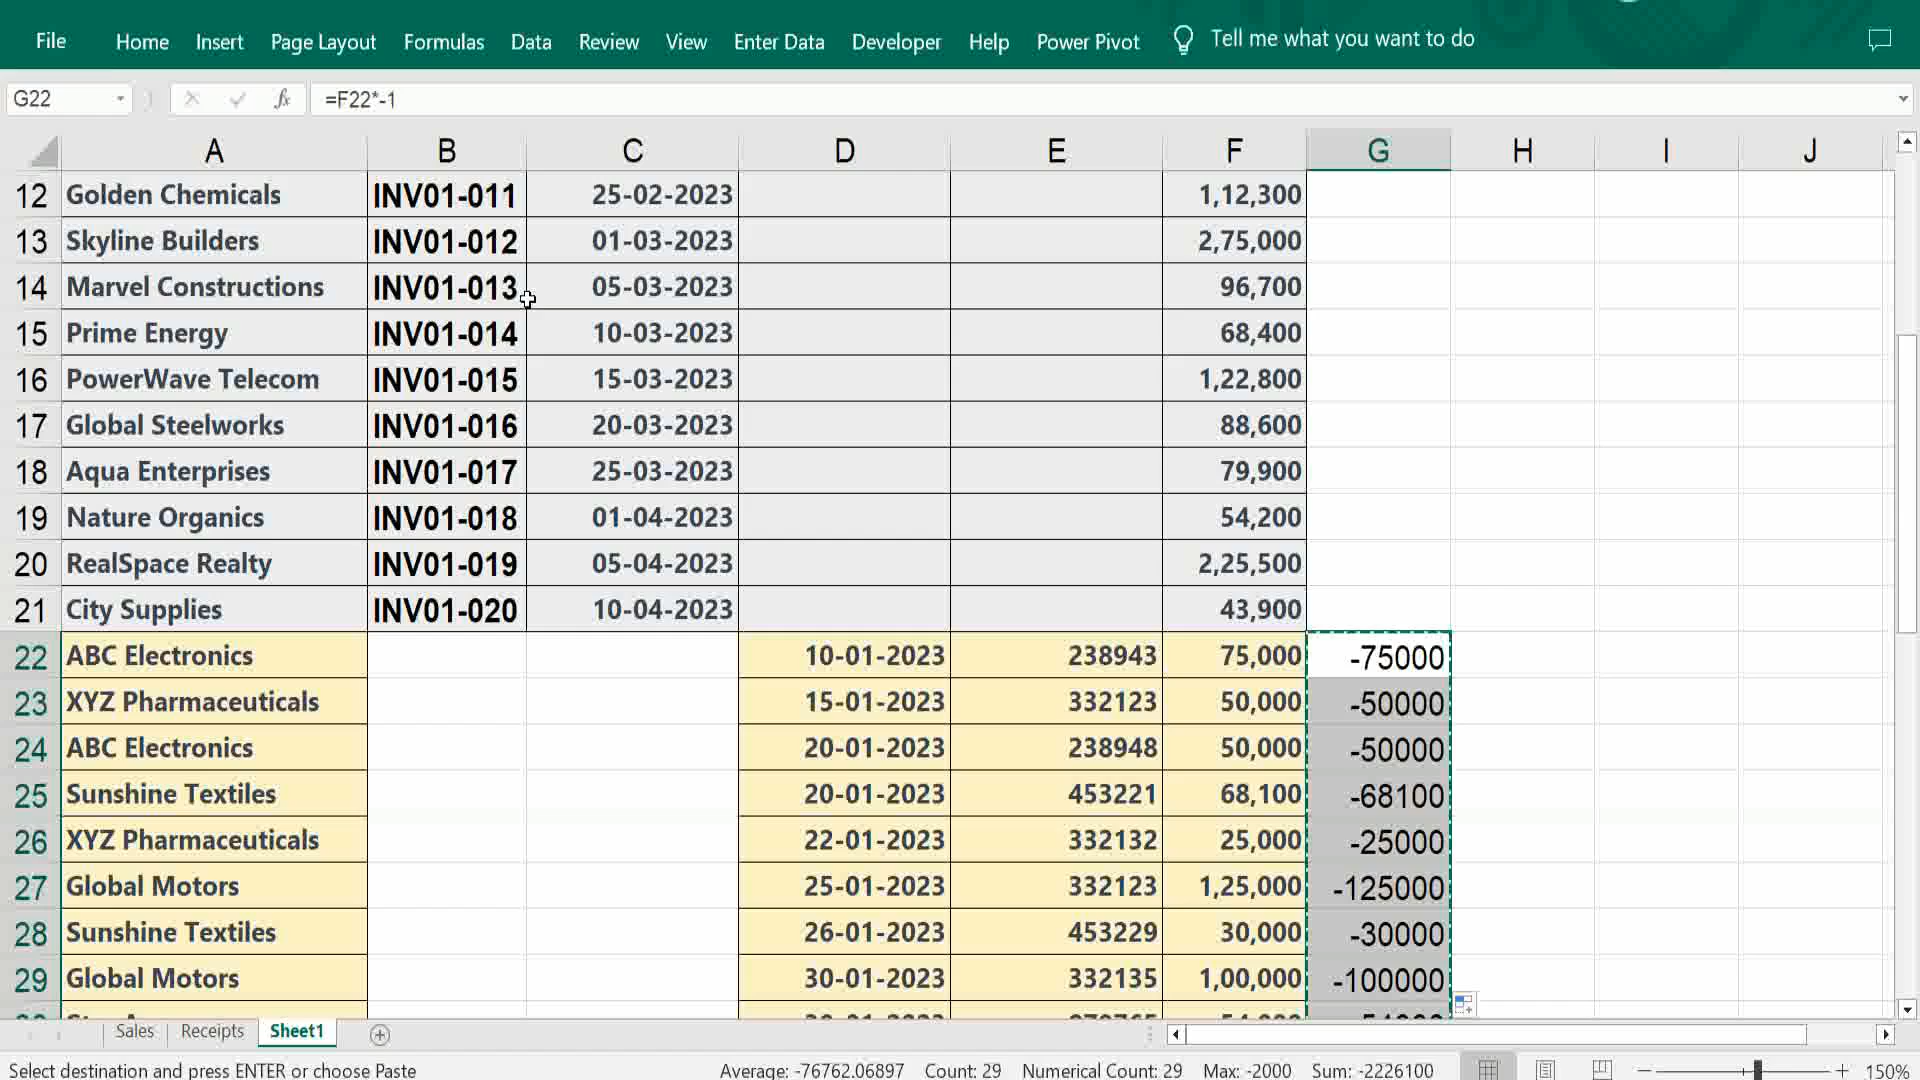 File Home Insert Page Layout Formulas Data Review View Enter Data Developer Help Power Pivot Tell me what you want to do
G22 fx =F22*-1
A B C D E F G H I J
12 Golden Chemicals INV01-011 25-02-2023 1,12,300
13 Skyline Builders INV01-012 01-03-2023 2,75,000
14 Marvel Constructions INV01-013 05-03-2023 96,700
15 Prime Energy INV01-014 10-03-2023 68,400
16 PowerWave Telecom INV01-015 15-03-2023 1,22,800
17 Global Steelworks INV01-016 20-03-2023 88,600
18 Aqua Enterprises INV01-017 25-03-2023 79,900
19 Nature Organics INV01-018 01-04-2023 54,200
20 RealSpace Realty INV01-019 05-04-2023 2,25,500
21 City Supplies INV01-020 10-04-2023 43,900
22 ABC Electronics 10-01-2023 238943 75,000 -75000
23 XYZ Pharmaceuticals 15-01-2023 332123 50,000 -50000
24 ABC Electronics 20-01-2023 238948 50,000 -50000
25 Sunshine Textiles 20-01-2023 453221 68,100 -68100
26 XYZ Pharmaceuticals 22-01-2023 332132 25,000 -25000
27 Global Motors 25-01-2023 332123 1,25,000 -125000
28 Sunshine Textiles 26-01-2023 453229 30,000 -30000
29 Global Motors 30-01-2023 332135 1,00,000 -100000
Sales Receipts Sheet1
Select destination and press ENTER or choose Paste Average: -76762.06897 Count: 29 Numerical Count: 29 Max: -2000 Sum: -2226100 150%